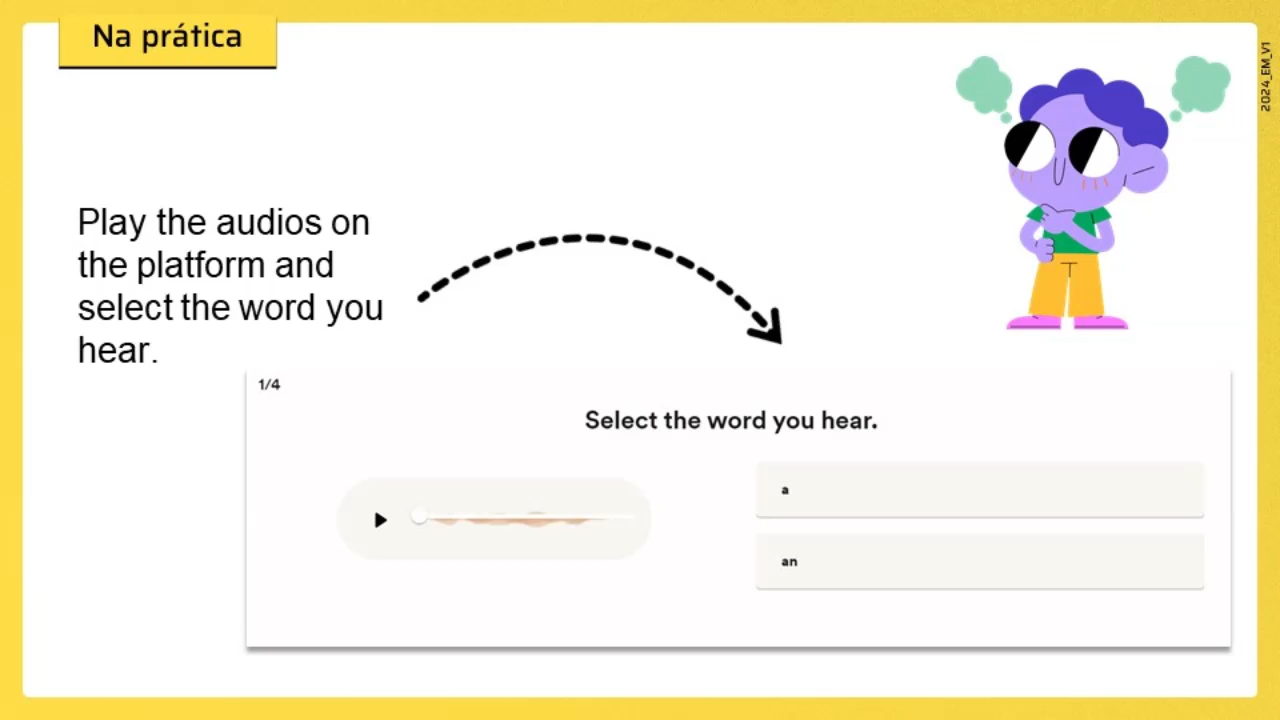 Na prática
2024_EM_V1
Play the audios on
the platform and
select the word you
hear.
1/4
Select the word you hear.
a
an